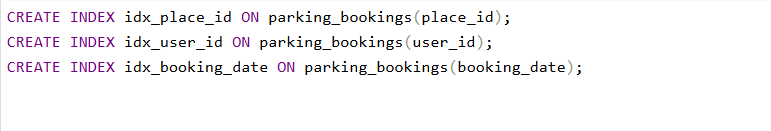 CREATE INDEX idx_place_id ON parking_bookings(place_id);
CREATE INDEX idx_user_id ON parking_bookings(user_id);
CREATE INDEX idx_booking_date ON parking_bookings(booking_date);